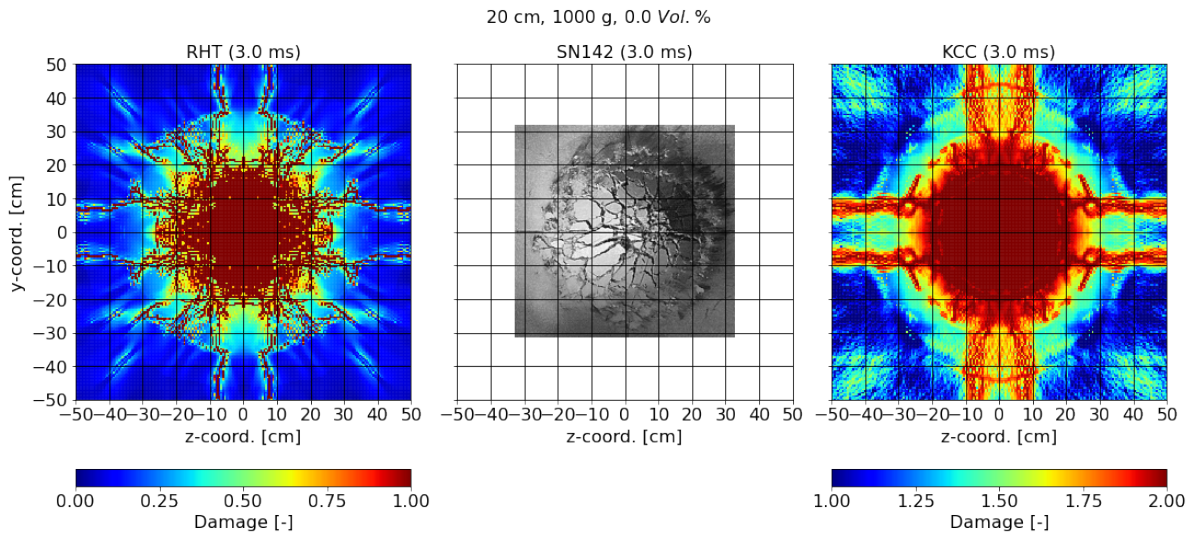 20 cm, 1000 g, 0.0 Vol. %
RHT (3.0 ms)
SN142 (3.0 ms)
KCC (3.0 ms)
y-coord. [cm]
50
40
30
20
10
0
−10
−20
−30
−40
−50
−50 −40 −30 −20 −10 0 10 20 30 40 50
−50 −40 −30 −20 −10 0 10 20 30 40 50
−50 −40 −30 −20 −10 0 10 20 30 40 50
z-coord. [cm]
z-coord. [cm]
z-coord. [cm]
0.00 0.25 0.50 0.75 1.00
Damage [-]
1.00 1.25 1.50 1.75 2.00
Damage [-]